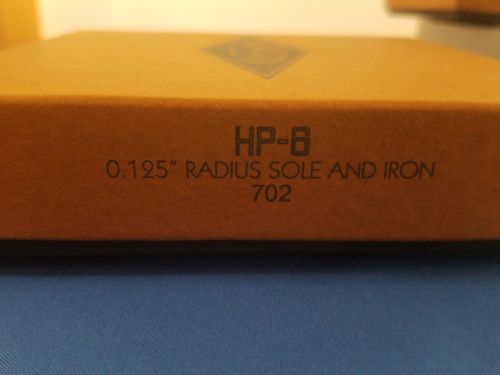 HP-6
0.125" RADIUS SOLE AND IRON
702